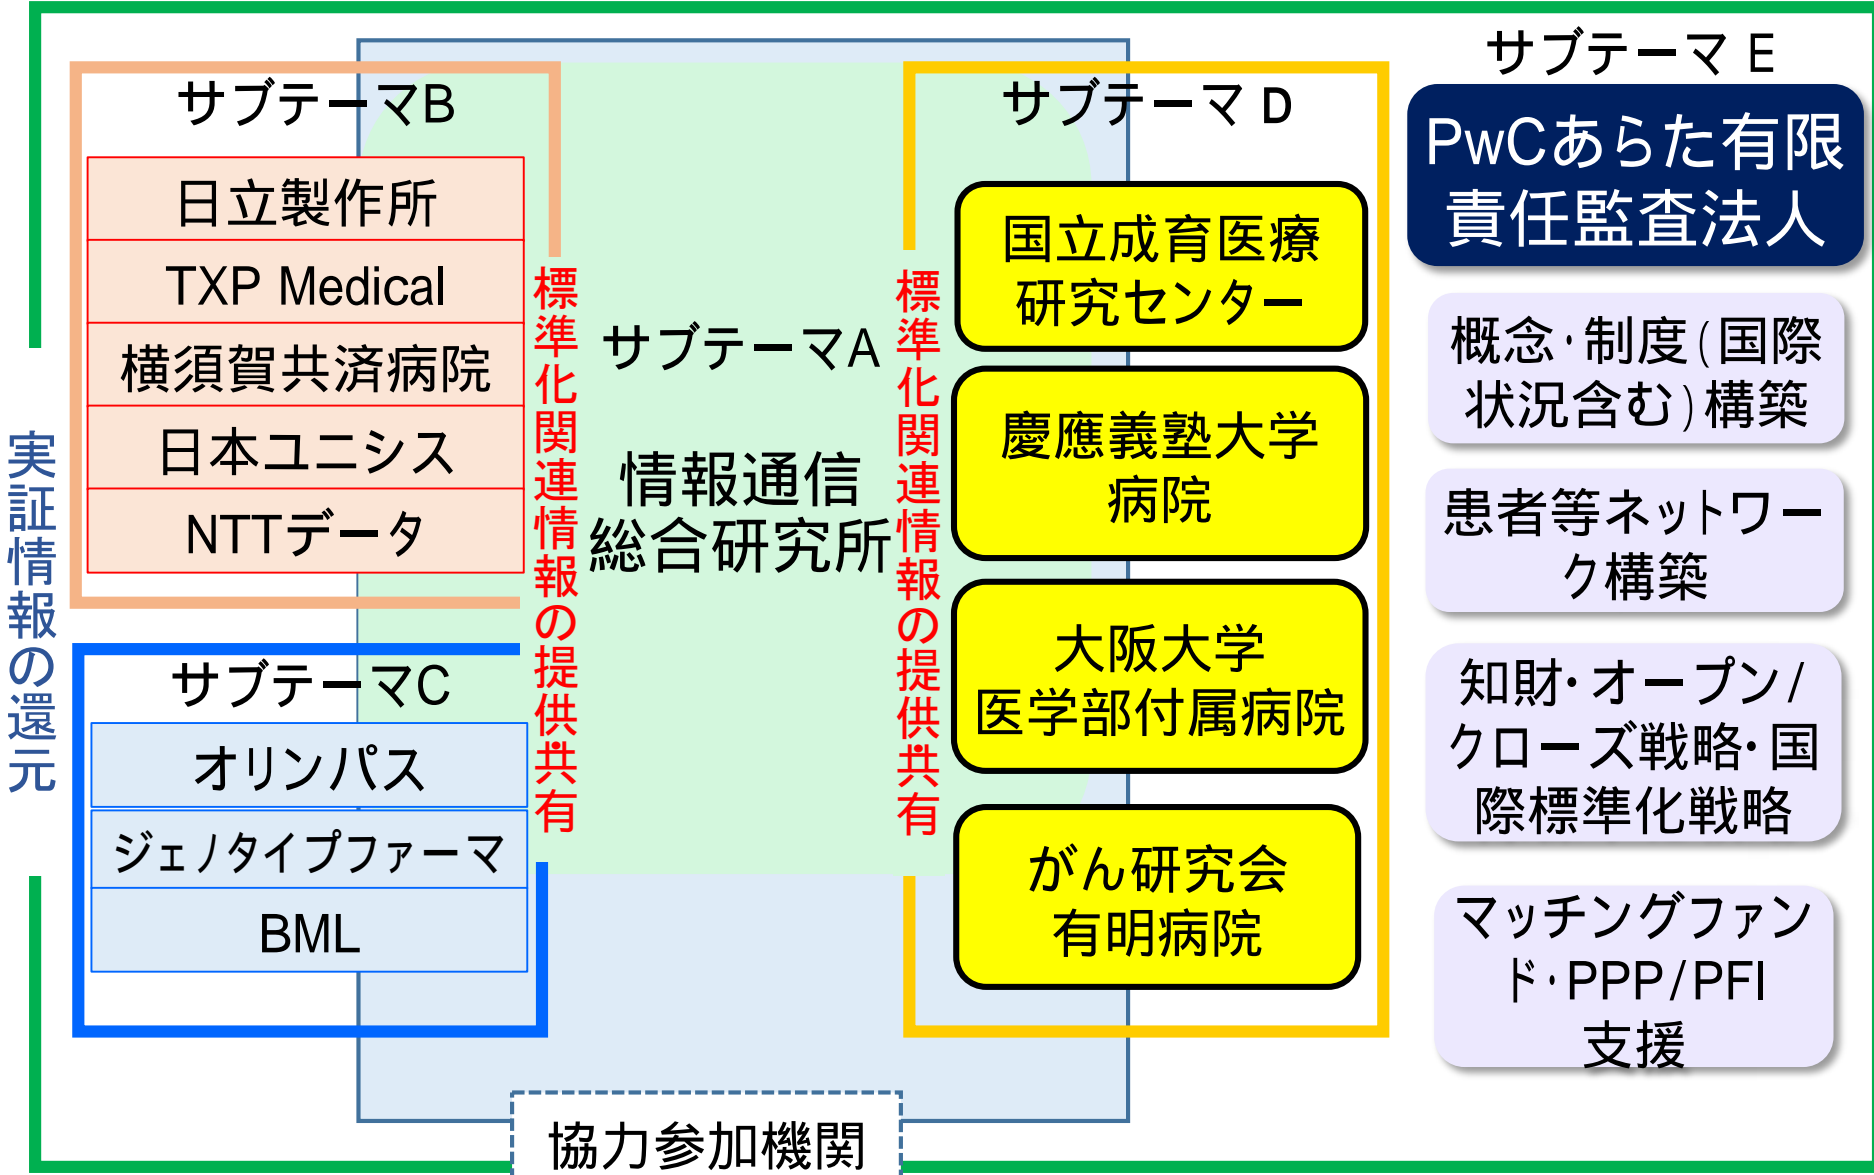 サブテーマB
日立製作所
TXP Medical
横須賀共済病院
日本ユニシス
NTTデータ
サブテーマC
オリンパス
ジェノタイプファーマ
BML
実証情報の還元
標準化関連情報の提供共有
サブテーマA
情報通信
総合研究所
標準化関連情報の提供共有
サブテーマ D
国立成育医療
研究センター
慶應義塾大学
病院
大阪大学
医学部付属病院
がん研究会
有明病院
サブテーマ E
PwCあらた有限
責任監査法人
概念・制度(国際
状況含む)構築
患者等ネットワー
ク構築
知財・オープン/
クローズ戦略・国
際標準化戦略
マッチングファン
ド・PPP/PFI
支援
協力参加機関